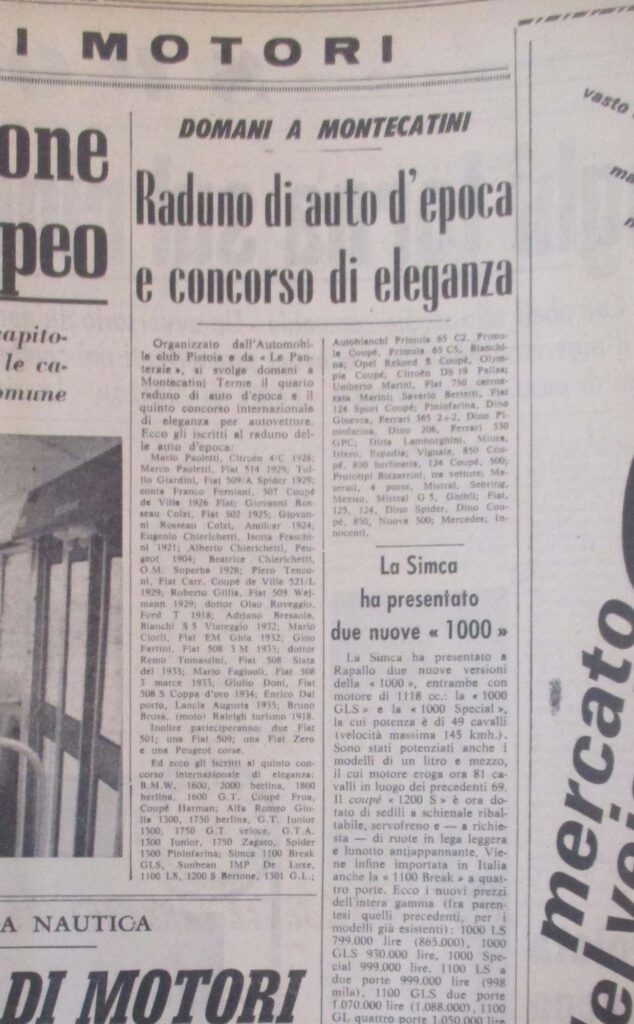 I MOTORI
one
peo
capito-
le ca-
omune
DOMANI A MONTECATINI
Raduno di auto d'epoca
e concorso di eleganza
Organizzato dall'Automobi-
le club Pistoia e da « Le Pan-
teraie », si svolge domani a
Montecatini Terme il quarto
raduno di auto d'epoca e il
quinto concorso internazionale
di eleganza per autovetture.
Ecco gli iscritti al raduno del-
le auto d'epoca:
Mario Paoletti, Citroën 4/C 1928;
Marco Paoletti, Fiat 514 1929; Tul-
lio Giardini, Fiat 509/A Spider 1929;
conte Franco Ferniani, 507 Coupé
de Ville 1926 Fiat; Giovanni Ros-
seau Colzi, Fiat 502 1925; Giovan-
ni Rosseau Colzi, Amilcar 1924;
Eugenio Chierichetti, Isotta Fraschi-
ni 1921; Alberto Chierichetti, Peu-
geot 1904; Beatrice Chierichetti,
O.M. Superba 1928; Piero Tenco-
ni, Fiat Carr. Coupé de Ville 521/L
1929; Roberto Gillia, Fiat 509 Wei-
mann 1929; dottor Olao Roveggio,
Ford T 1918; Adriano Bresaola,
Bianchi S 5 Viareggio 1932; Mario
Ciorli, Fiat EM Ghia 1932; Gino
Fartini, Fiat 508 3 M 1933; dottor
Remo Tomassini, Fiat 508 Siata
del 1933; Mario Fagiuoli, Fiat 508
3 marce 1933; Giulio Doni, Fiat
508 S Coppa d'oro 1934; Enrico Dal
porto, Lancia Augusta 1935; Bruno
Brusa, (moto) Raleigh turismo 1918.
Inoltre parteciperanno: due Fiat
501; una Fiat 509; una Fiat Zero
e una Peugeot corse.
Ed ecco gli iscritti al quinto con-
corso internazionale di eleganza:
B.M.W. 1600, 2000 berlina, 1800
berlina, 1600 G.T. Coupé Frua,
Coupé Harman; Alfa Romeo Giu-
lia 1300, 1750 berlina, G.T. Junior
1300, 1750 G.T. veloce, G.T.A.
1300 Junior, 1750 Zagato, Spider
1300 Pininfarina; Simca 1100 Break
GLS, Sunbean IMP De Luxe,
1100 LS, 1200 S Bertone, 1301 G.L.;
Autobianchi Primula 65 C2, Primu-
la Coupé, Primula 65 C5, Bianchi-
na; Opel Rekord S Coupé, Olym-
pia Coupé; Citroën DS 19 Pallas;
Umberto Marini, Fiat 750 carroz-
zata Marini; Saverio Berretti, Fiat
124 Sport Coupé; Pininfarina, Dino
Ginevra, Ferrari 365 2+2, Dino Pi-
ninfarina, Dino 206, Ferrari 330
GPC; Ditta Lamborghini, Miura,
Islero, Espada; Vignale, 850 Cou-
pé, 850 berlinetta, 124 Coupé, 500;
Prototipi Bizzerrini, tre vetture; Ma-
serati, 4 porte, Mistral, Sebring,
Mexico, Mistral G 5, Ghibli; Fiat,
125, 124, Dino Spider, Dino Cou-
pé, 850, Nuova 500; Mercedes; In-
nocenti.
La Simca
ha presentato
due nuove « 1000 »
La Simca ha presentato a
Rapallo due nuove versioni
della « 1000 », entrambe con
motore di 1118 cc.: la « 1000
GLS » e la « 1000 Special »,
la cui potenza è di 49 cavalli
(velocità massima 145 kmh.).
Sono stati potenziati anche i
modelli di un litro e mezzo,
il cui motore eroga ora 81 ca-
valli in luogo dei precedenti 69.
Il coupé « 1200 S » è ora do-
tato di sedili a schienale ribal-
tabile, servofreno e — a richie-
sta — di ruote in lega leggera
e lunotto antiappannante. Vie-
ne infine importata in Italia
anche la « 1100 Break » a quat-
tro porte. Ecco i nuovi prezzi
dell'intera gamma (fra paren-
tesi quelli precedenti, per i
modelli già esistenti): 1000 LS
799.000 lire (865.000), 1000
GLS 930.000 lire, 1000 Spe-
cial 999.000 lire, 1100 LS a
due porte 999.000 lire (998
mila), 1100 GLS due porte
1.070.000 lire (1.088.000), 1100
GL quattro porte 1.050.000 lire
A NAUTICA
DI MOTORI
vasto
ma
mercato